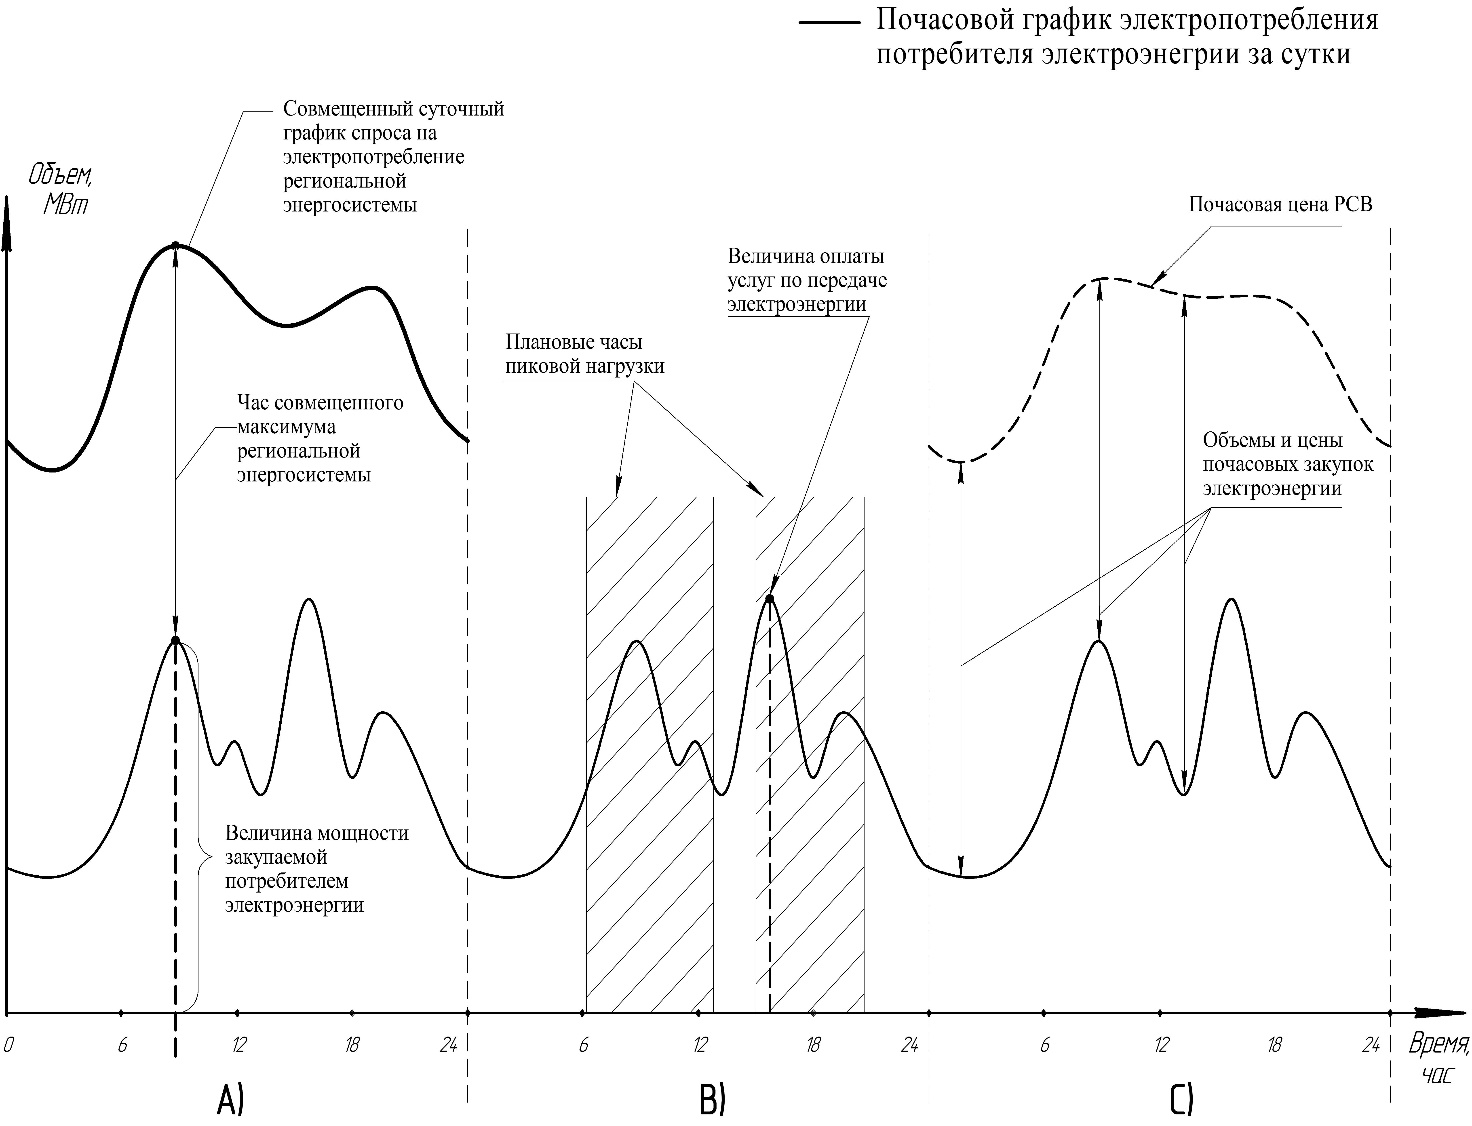 Почасовой график электропотребления
потребителя электроэнегрии за сутки
Совмещенный суточный
график спроса на
электропотребление
региональной
энергосистемы
Объем,
МВт
Почасовая цена РСВ
Величина оплаты
услуг по передаче
электроэнергии
Плановые часы
пиковой нагрузки
Час совмещенного
максимума
региональной
энергосистемы
Объемы и цены
почасовых закупок
электроэнергии
Величина мощности
закупаемой
потребителем
электроэнергии
0 6 12 18 24 6 12 18 24 6 12 18 24
Время,
час
А) В) С)